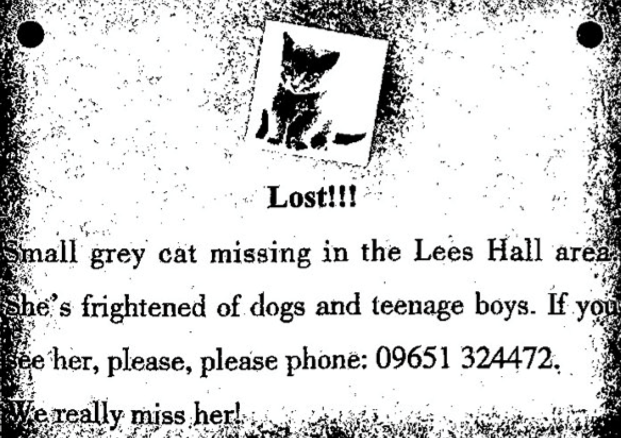 Lost!!!
Small grey cat missing in the Lees Hall area.
She's frightened of dogs and teenage boys. If you
see her, please, please phone: 09651 324472.
We really miss her!